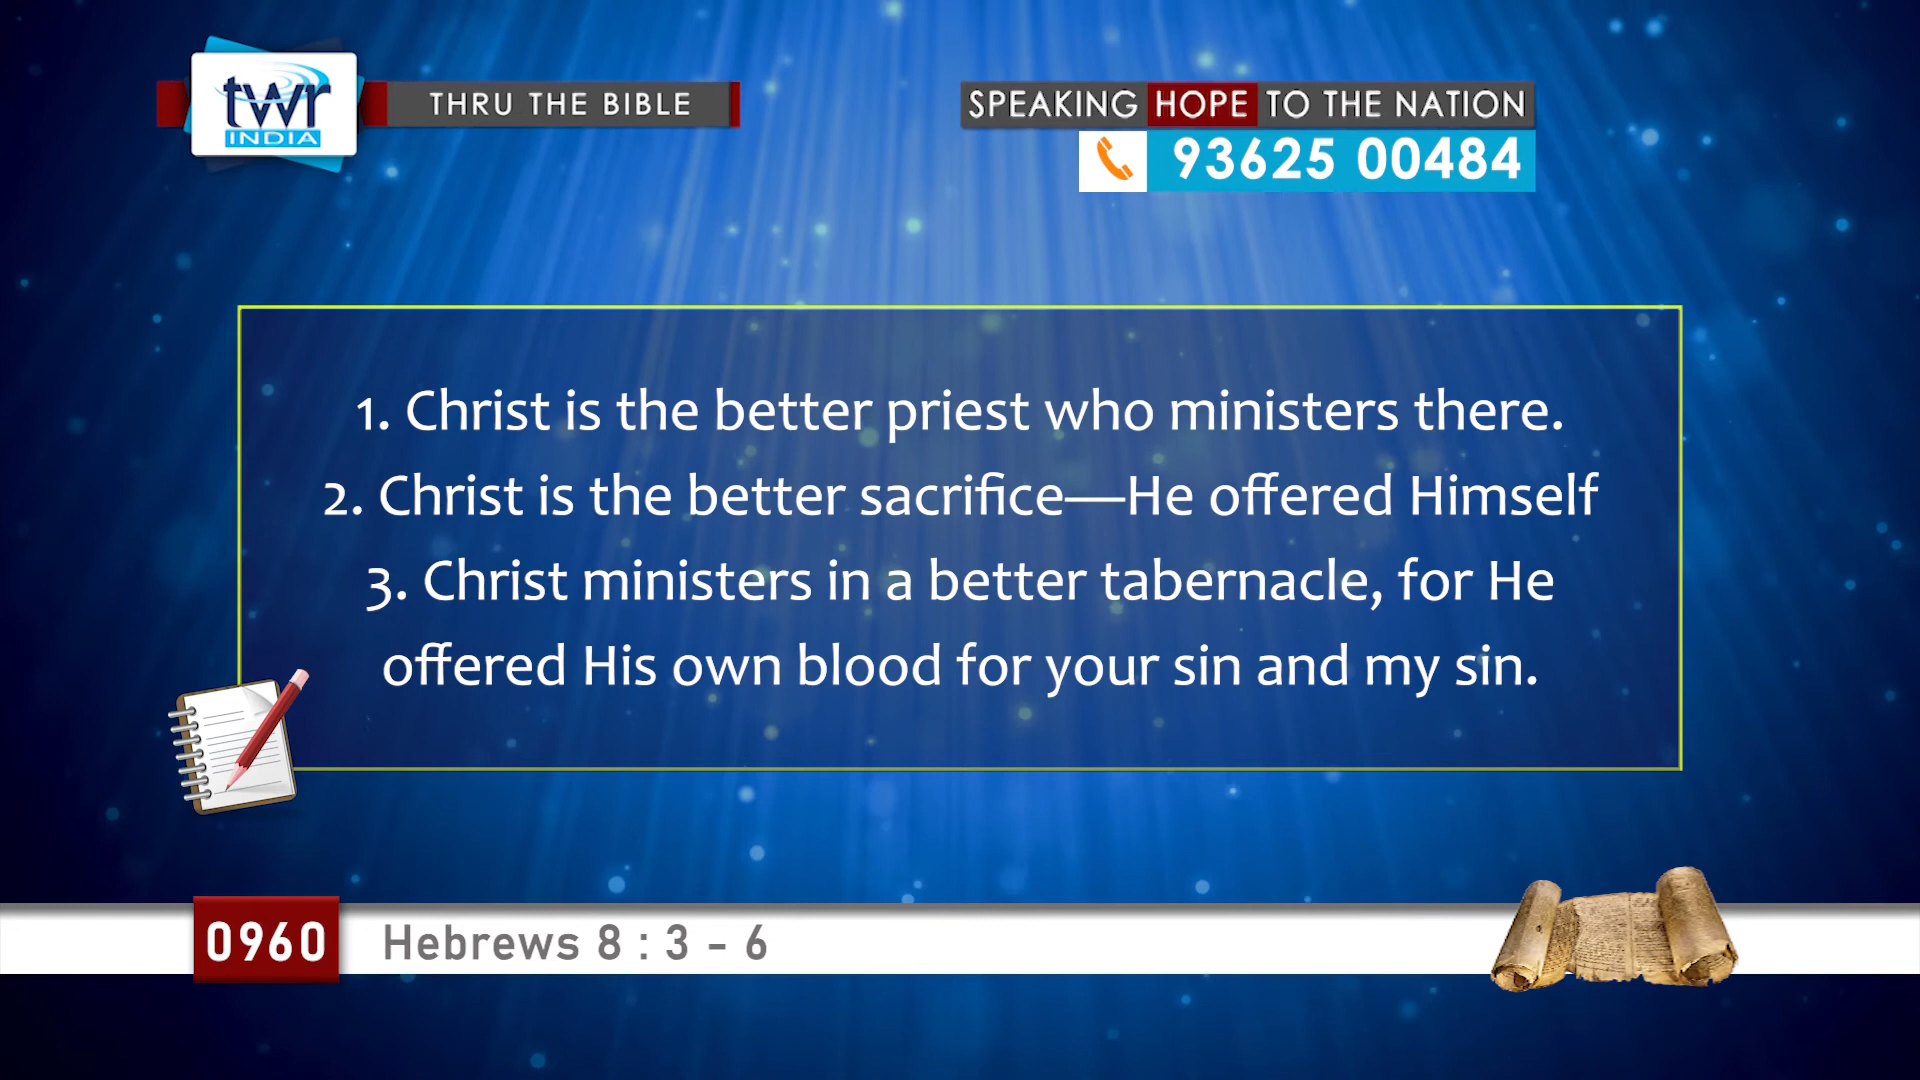 twr
INDIA
THRU THE BIBLE
SPEAKING HOPE TO THE NATION
93625 00484
1. Christ is the better priest who ministers there.
2. Christ is the better sacrifice—He offered Himself
3. Christ ministers in a better tabernacle, for He
offered His own blood for your sin and my sin.
0960
Hebrews 8 : 3 - 6